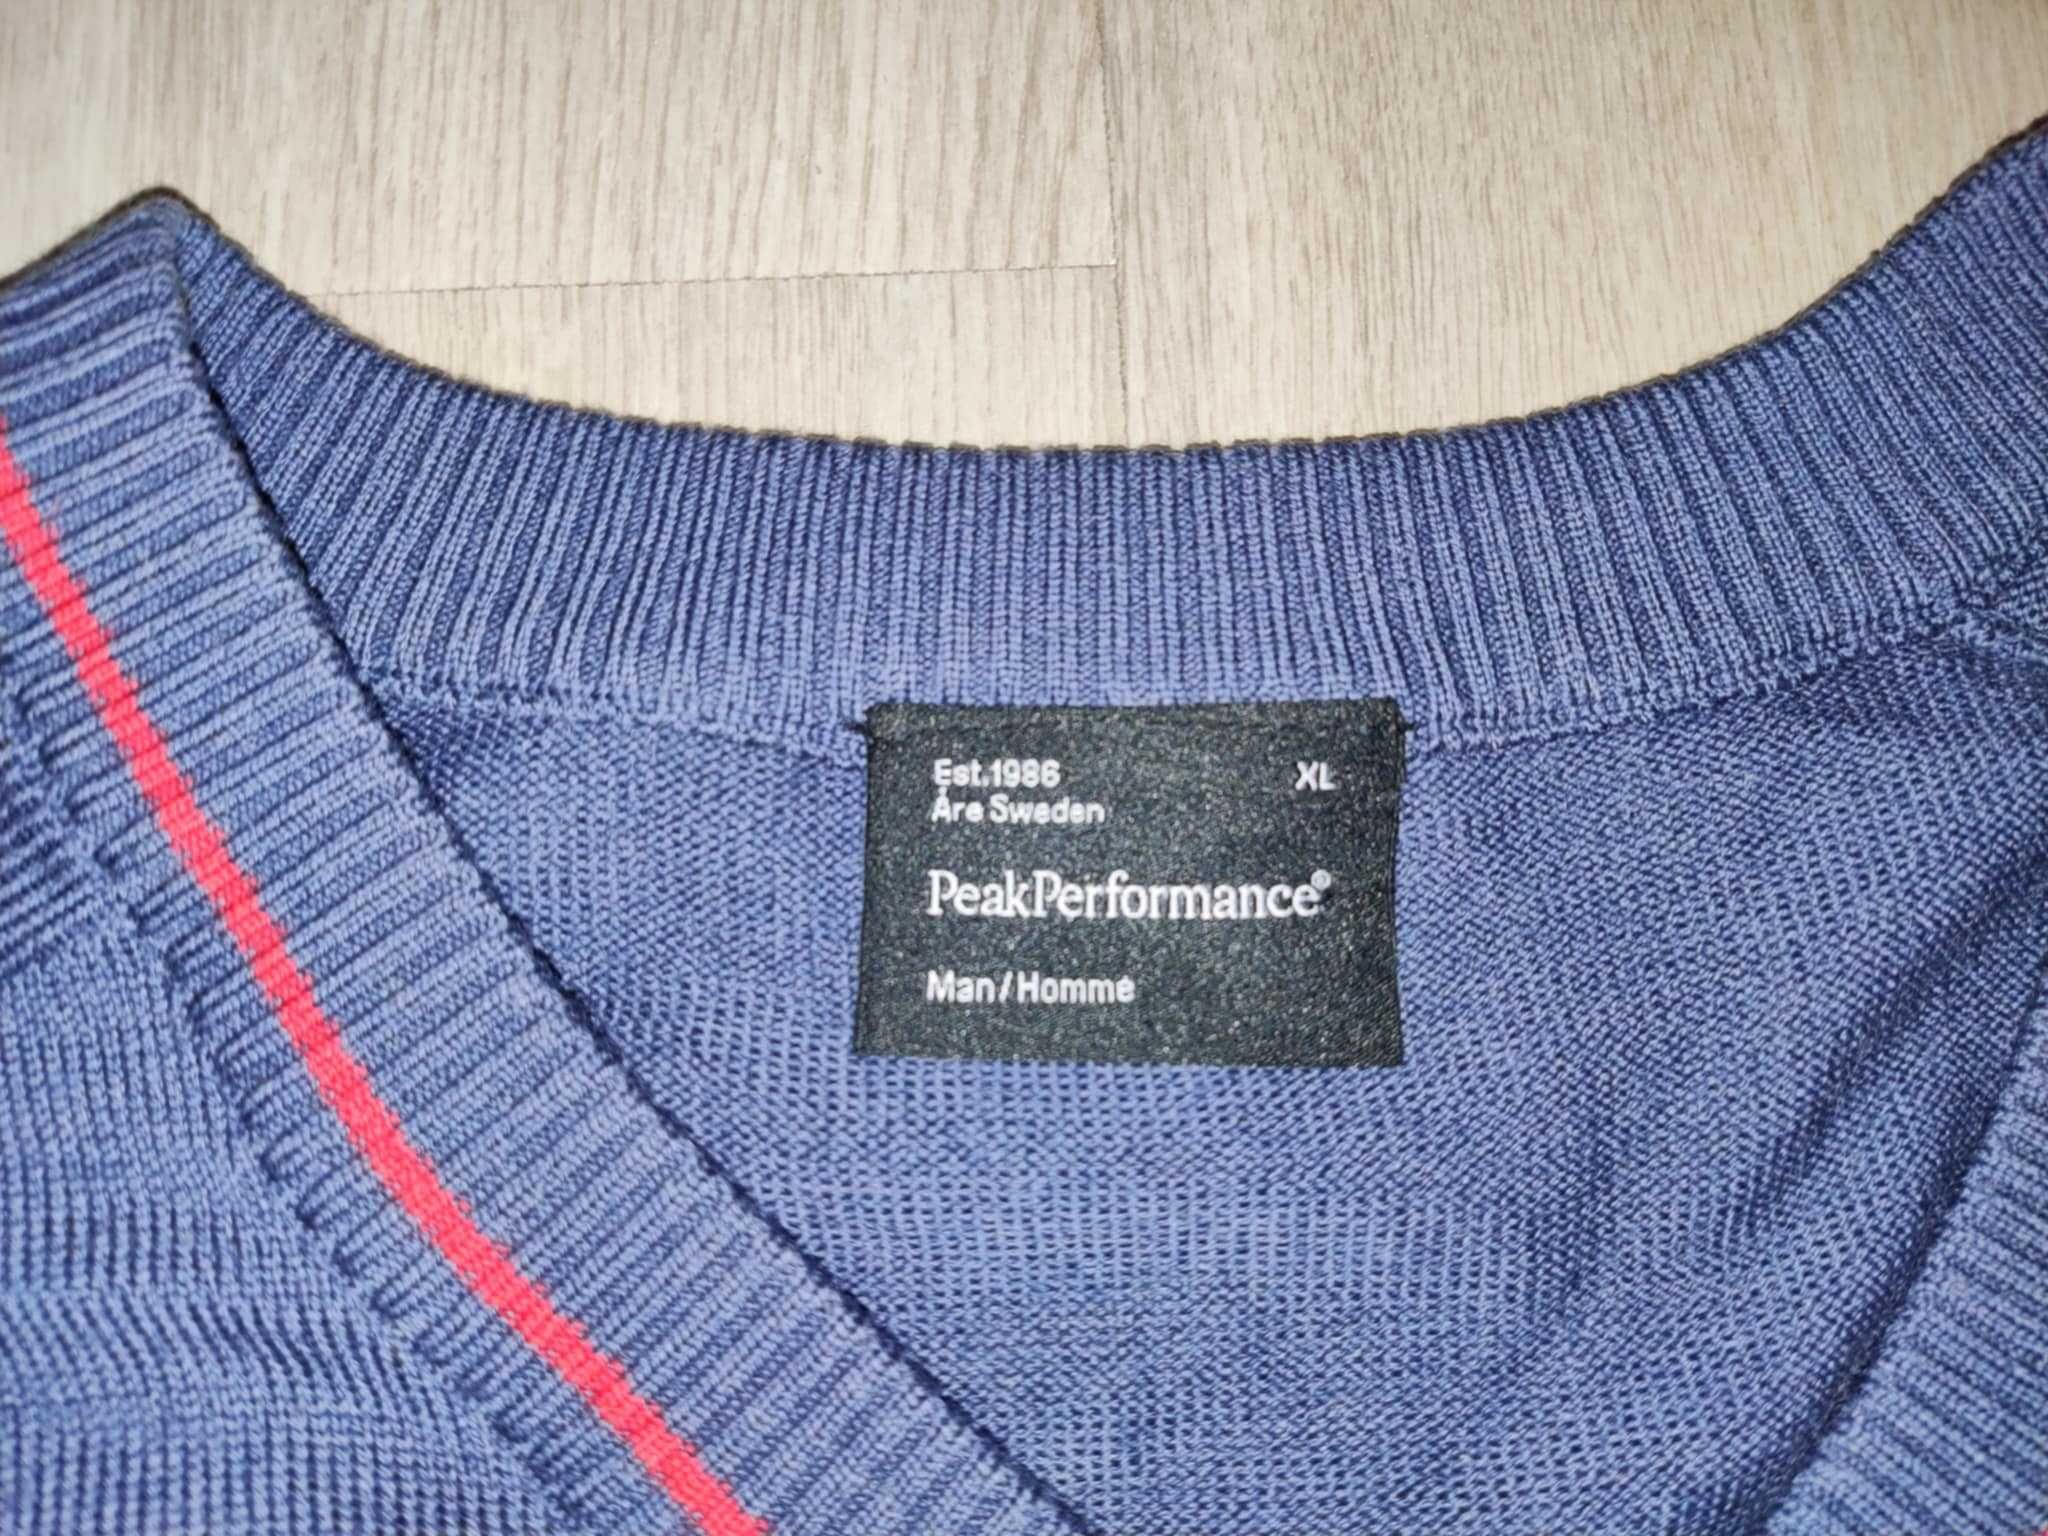 Est.1986 XL
Åre Sweden
PeakPerformance®
Man/Homme